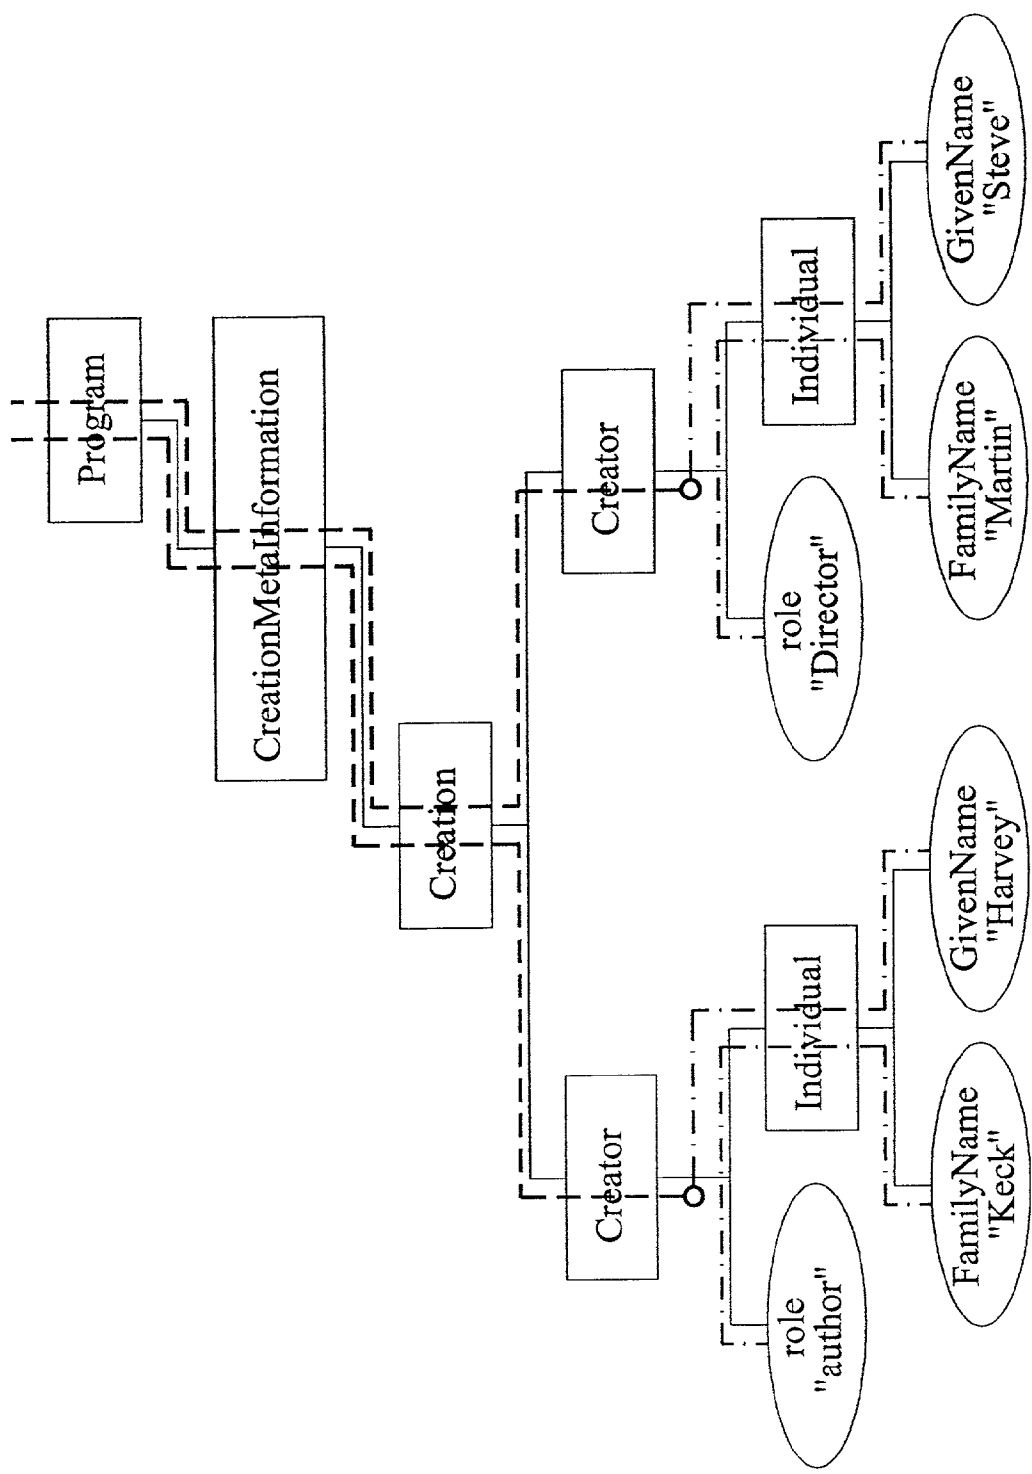 Program
CreationMetaInformation
Creation
Creator
Creator
role
"author"
Individual
role
"Director"
Individual
FamilyName
"Keck"
GivenName
"Harvey"
FamilyName
"Martin"
GivenName
"Steve"